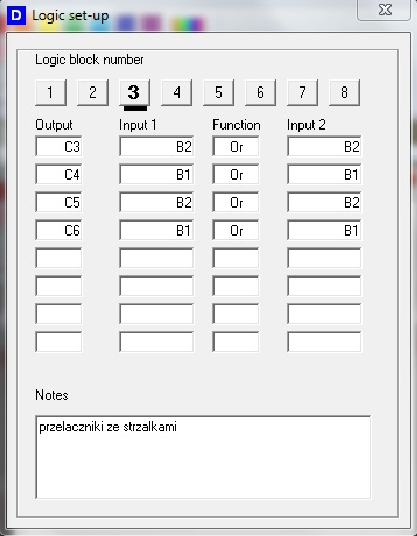 D Logic set-up
Logic block number
1 2 3 4 5 6 7 8
Output Input 1 Function Input 2
C3 B2 Or B2
C4 B1 Or B1
C5 B2 Or B2
C6 B1 Or B1
Notes
przelaczniki ze strzalkami